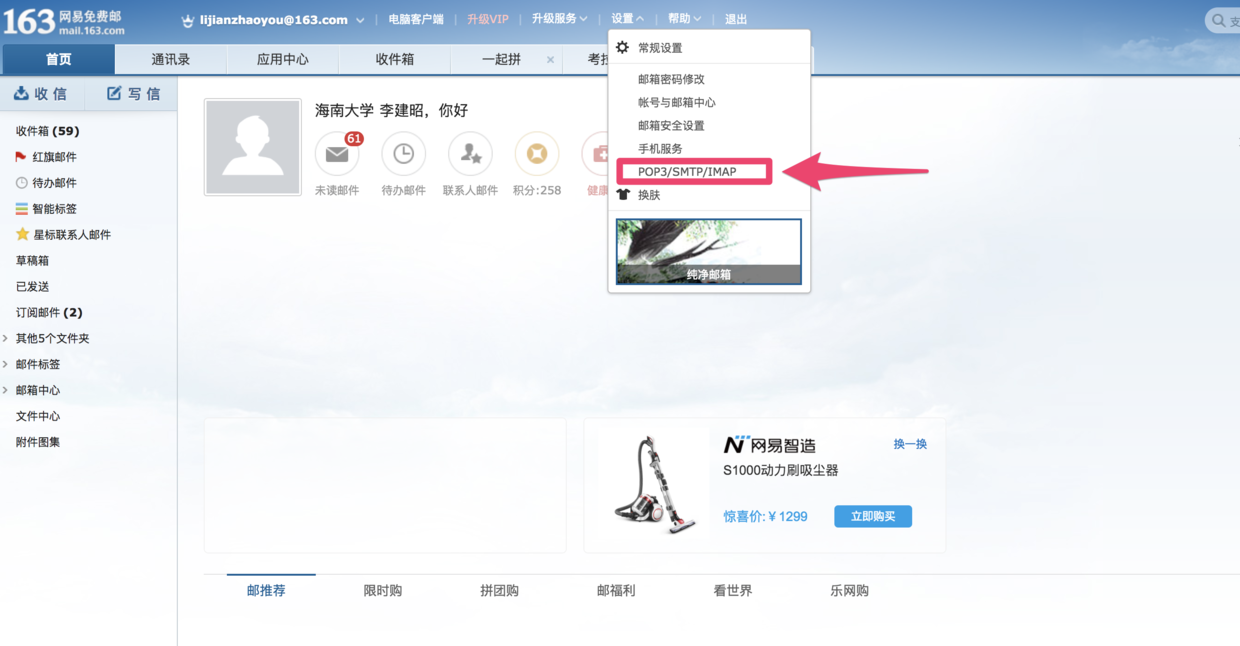 163 网易免费邮
mail.163.com
lijianzhaoyou@163.com
电脑客户端
升级VIP
升级服务
设置
帮助
退出
支
首页
通讯录
应用中心
收件箱
一起拼 ×
考拉
收信
写信
收件箱 (59)
红旗邮件
待办邮件
智能标签
星标联系人邮件
草稿箱
已发送
订阅邮件 (2)
其他5个文件夹
邮件标签
邮箱中心
文件中心
附件图集
海南大学 李建昭，你好
61
未读邮件
待办邮件
联系人邮件
积分:258
健康
常规设置
邮箱密码修改
帐号与邮箱中心
邮箱安全设置
手机服务
POP3/SMTP/IMAP
换肤
纯净邮箱
网易智造
换一换
S1000动力刷吸尘器
惊喜价:￥1299
立即购买
邮推荐
限时购
拼团购
邮福利
看世界
乐网购